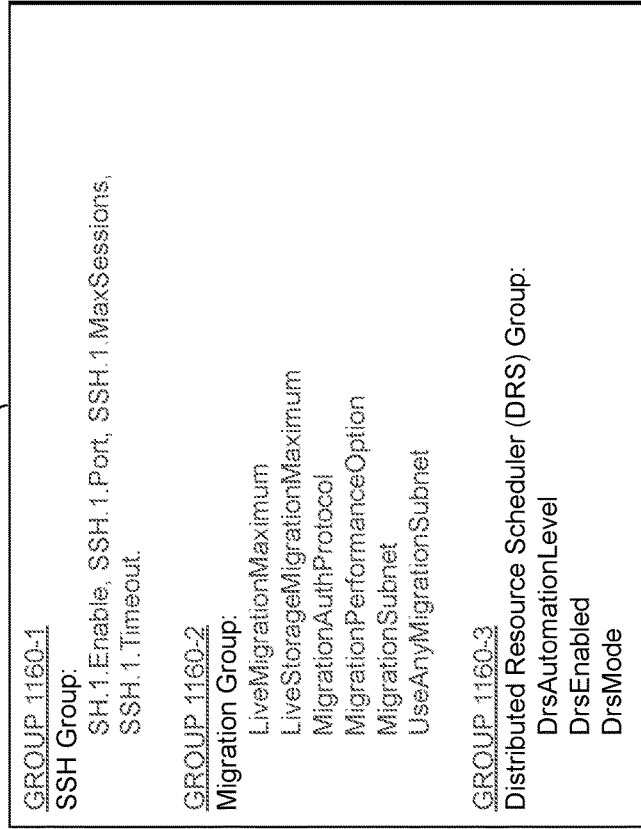 GROUP 1160-1
SSH Group:
SH.1.Enable, SSH.1.Port, SSH.1.MaxSessions,
SSH.1.Timeout.
GROUP 1160-2
Migration Group:
LiveMigrationMaximum
LiveStorageMigrationMaximum
MigrationAuthProtocol
MigrationPerformanceOption
MigrationSubnet
UseAnyMigrationSubnet
GROUP 1160-3
Distributed Resource Scheduler (DRS) Group:
DrsAutomationLevel
DrsEnabled
DrsMode